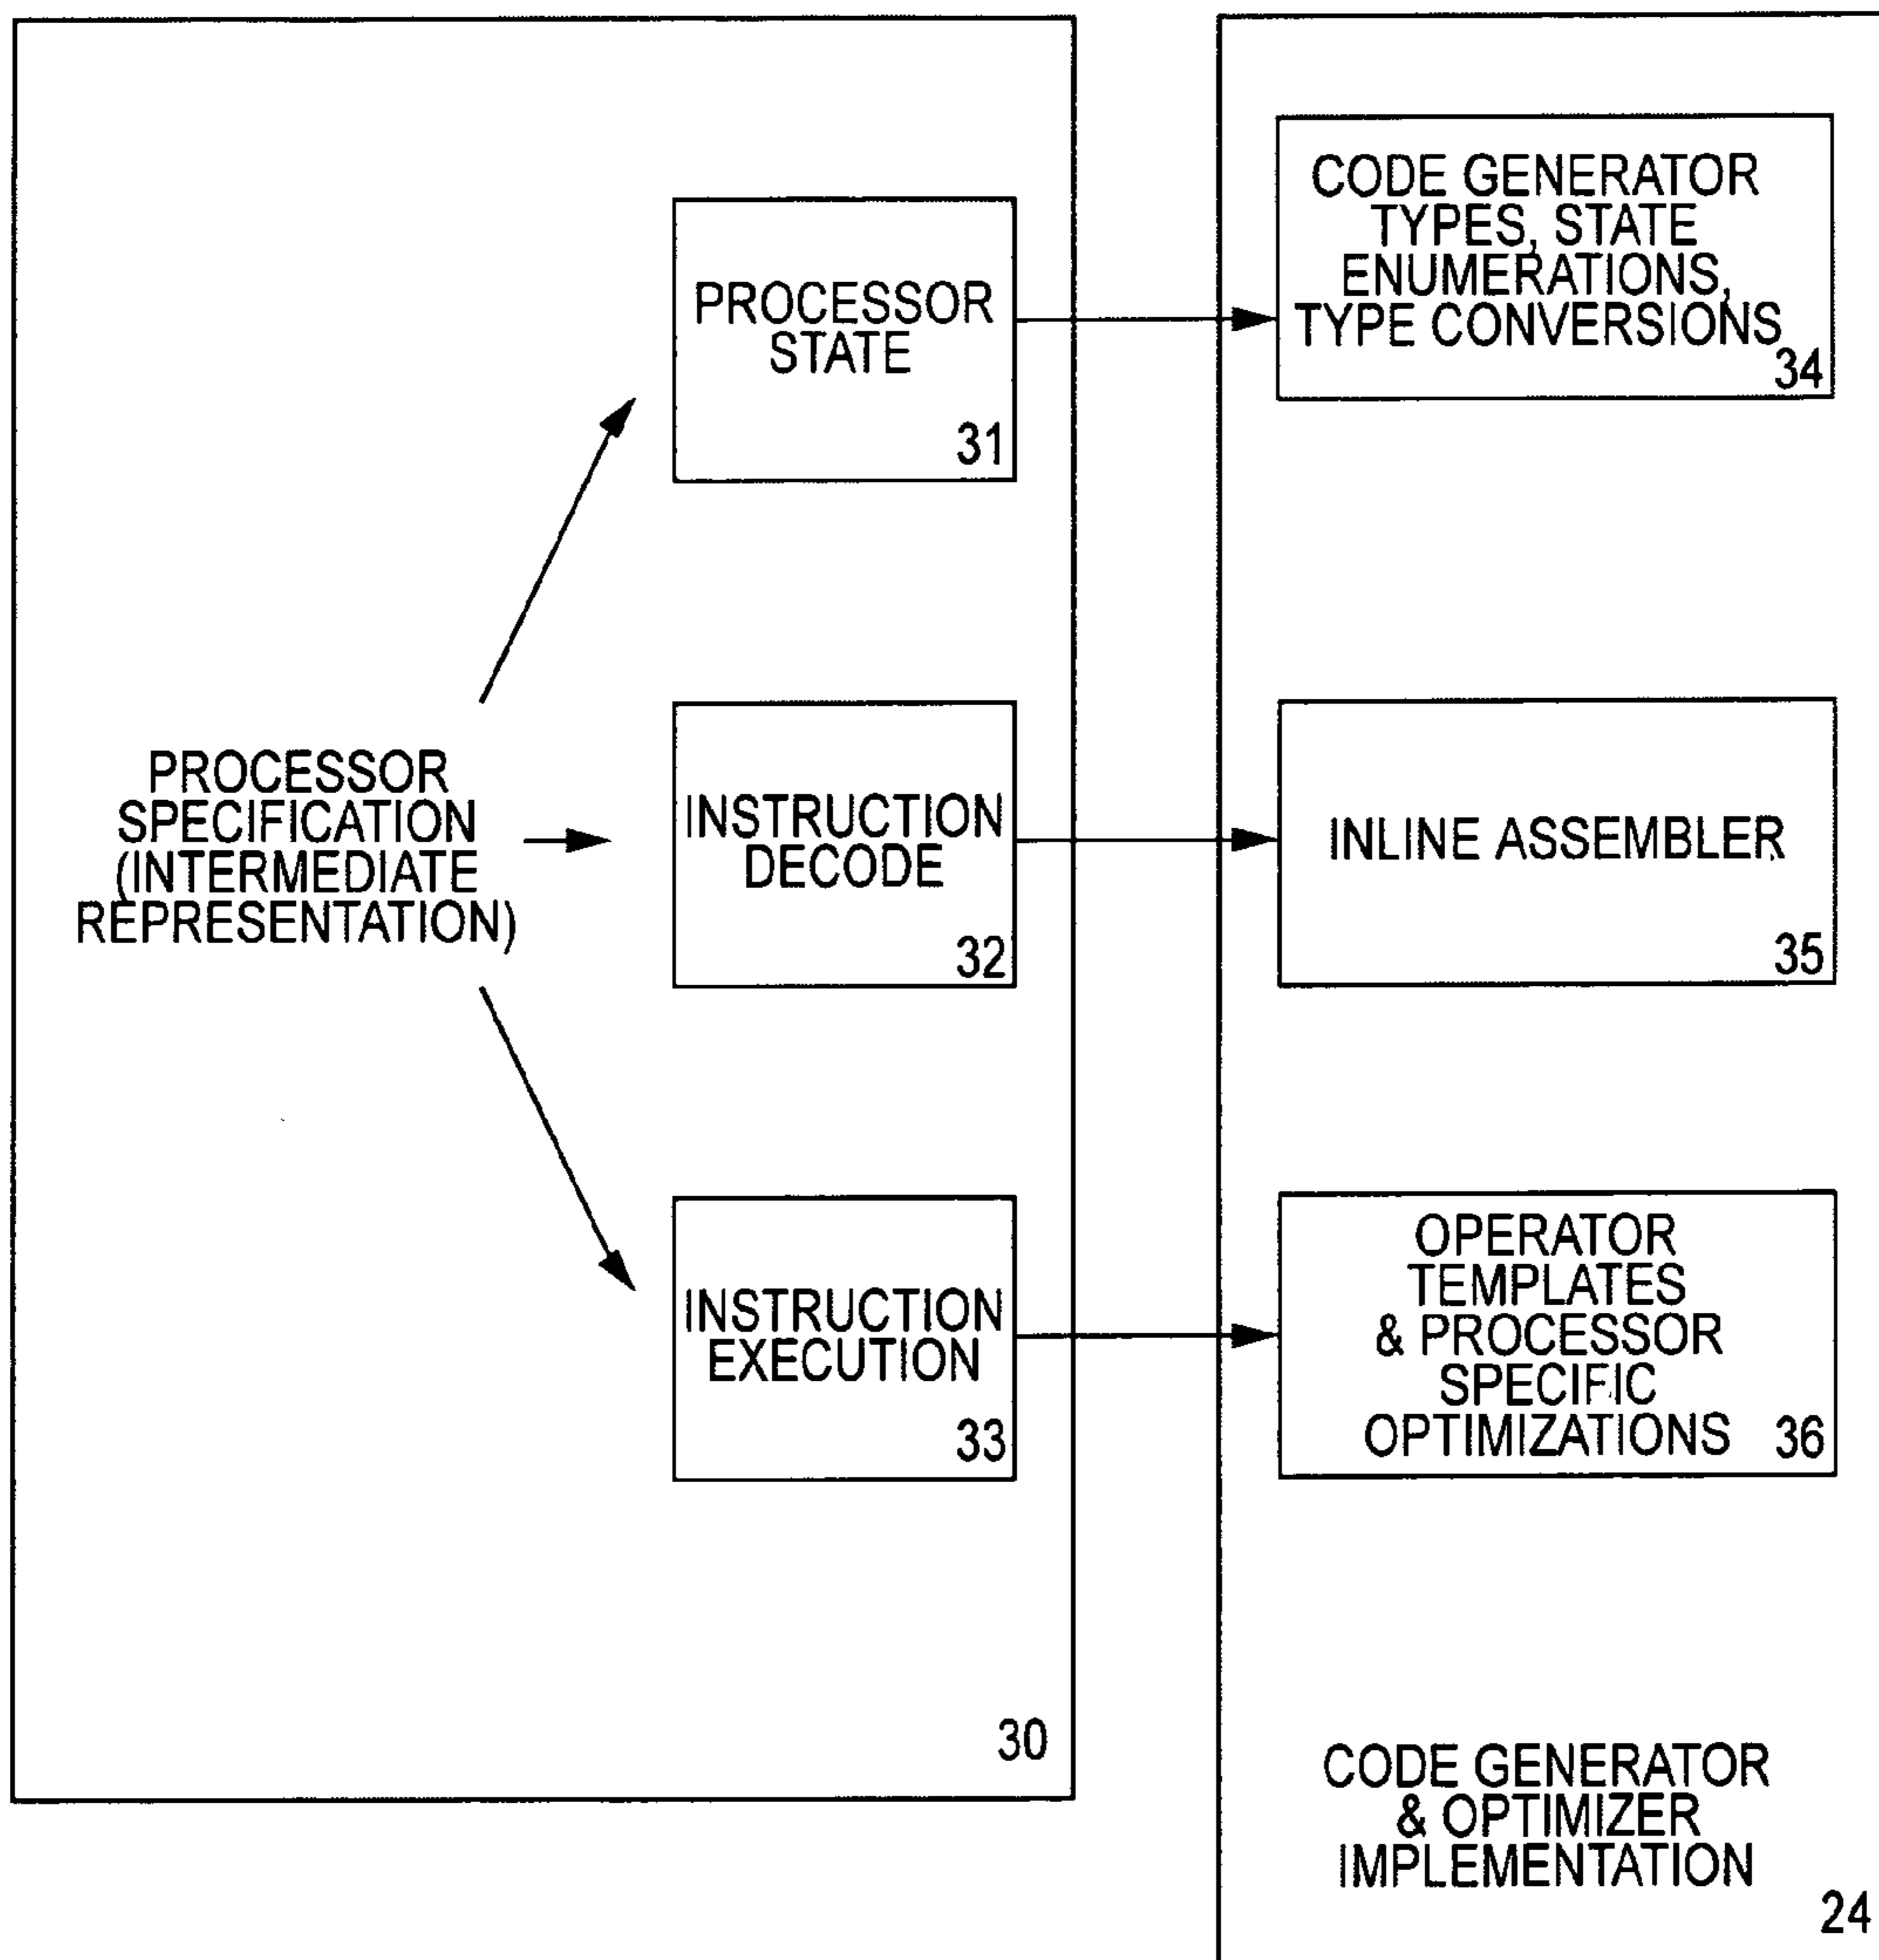 PROCESSOR
SPECIFICATION
(INTERMEDIATE
REPRESENTATION)
PROCESSOR
STATE
31
INSTRUCTION
DECODE
32
INSTRUCTION
EXECUTION
33
30
CODE GENERATOR
TYPES, STATE
ENUMERATIONS,
TYPE CONVERSIONS
34
INLINE ASSEMBLER
35
OPERATOR
TEMPLATES
& PROCESSOR
SPECIFIC
OPTIMIZATIONS
36
CODE GENERATOR
& OPTIMIZER
IMPLEMENTATION
24